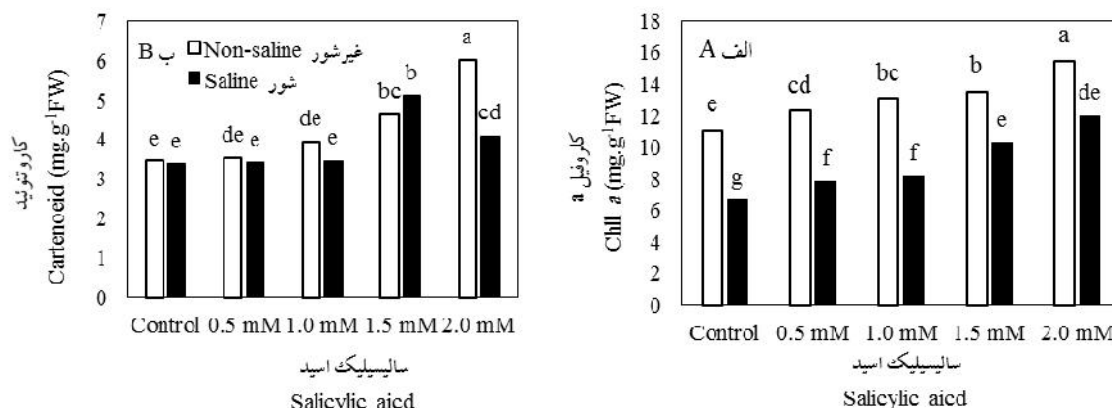 ب B
غیرشور Non-saline
شور Saline
کاروتنوئید
Cartenoeid (mg.g-1FW)
7
6
5
4
3
2
1
0
e e de e de e bc b a cd
Control 0.5 mM 1.0 mM 1.5 mM 2.0 mM
سالیسیلیک اسید
Salicylic aicd
الف A
کلروفیل a
Chll a (mg.g-1FW)
18
16
14
12
10
8
6
4
2
0
e g cd f bc f b e a de
Control 0.5 mM 1.0 mM 1.5 mM 2.0 mM
سالیسیلیک اسید
Salicylic aicd